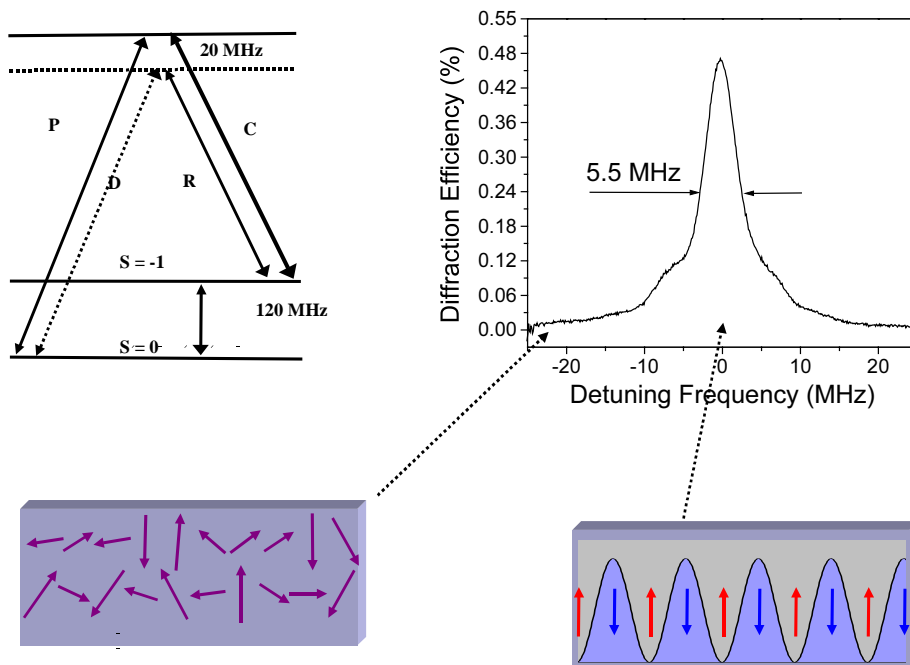 20 MHz
P
C
D
R
S = -1
120 MHz
S=0
Diffraction Efficiency (%)
0.55
0.48
0.42
0.36
0.30
0.24
0.18
0.12
0.06
0.00
5.5 MHz
-20 -10 0 10 20
Detuning Frequency (MHz)